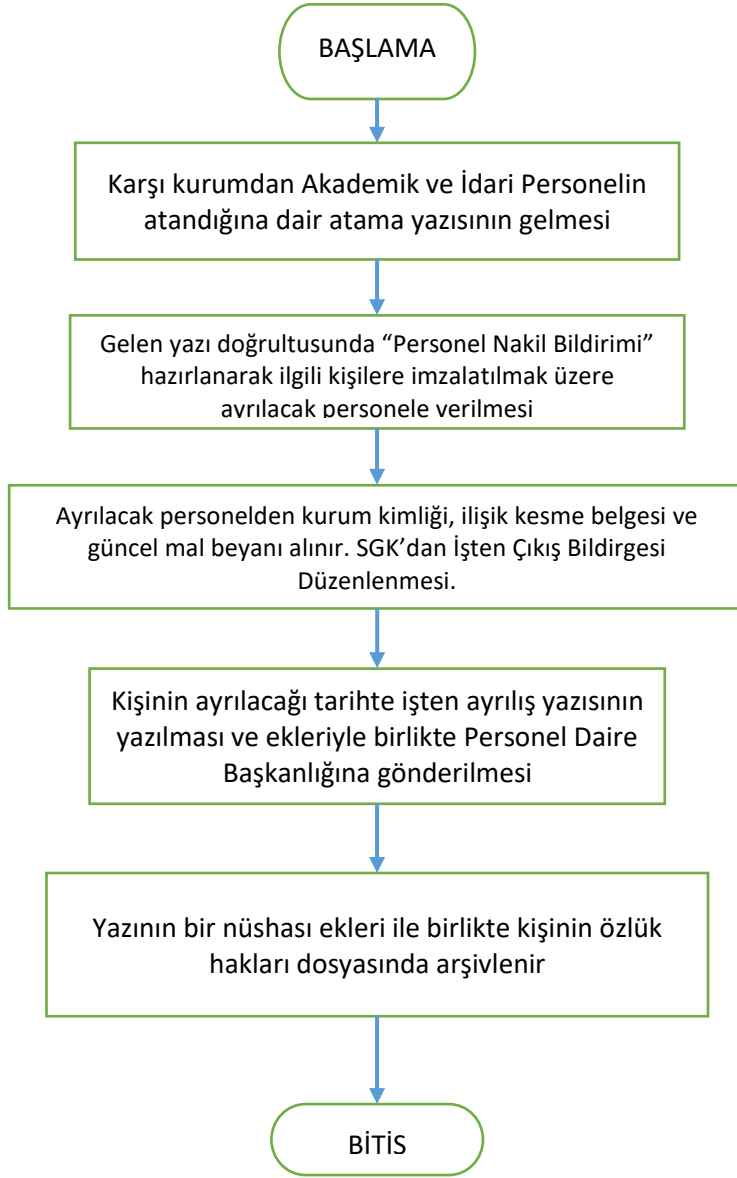 BAŞLAMA
Karşı kurumdan Akademik ve İdari Personelin
atandığına dair atama yazısının gelmesi
Gelen yazı doğrultusunda “Personel Nakil Bildirimi”
hazırlanarak ilgili kişilere imzalatılmak üzere
ayrılacak personele verilmesi
Ayrılacak personelden kurum kimliği, ilişik kesme belgesi ve
güncel mal beyanı alınır. SGK’dan İşten Çıkış Bildirgesi
Düzenlenmesi.
Kişinin ayrılacağı tarihte işten ayrılış yazısının
yazılması ve ekleriyle birlikte Personel Daire
Başkanlığına gönderilmesi
Yazının bir nüshası ekleri ile birlikte kişinin özlük
hakları dosyasında arşivlenir
BİTİS